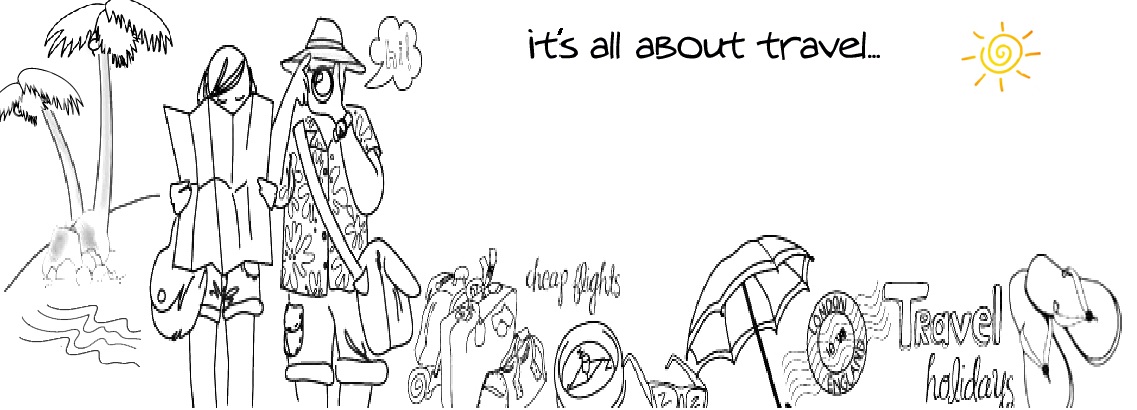 hi!
it's all about travel...
cheap flights
LONDON
ENGLAND
Travel
holidays